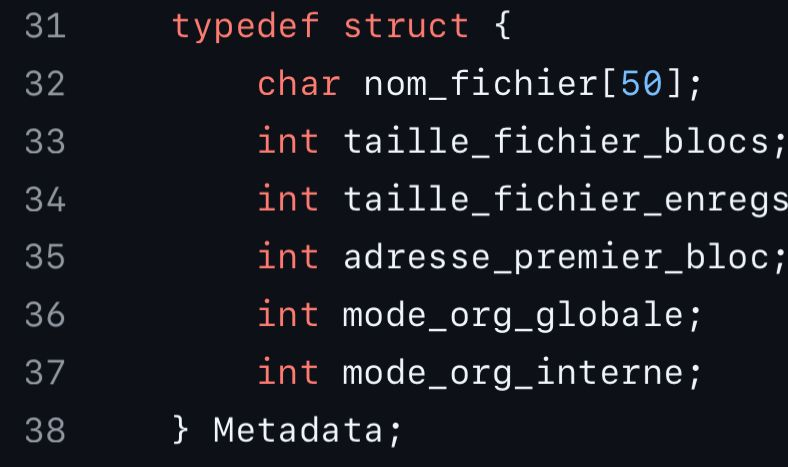 31 typedef struct {
32 char nom_fichier[50];
33 int taille_fichier_blocs;
34 int taille_fichier_enregs
35 int adresse_premier_bloc;
36 int mode_org_globale;
37 int mode_org_interne;
38 } Metadata;